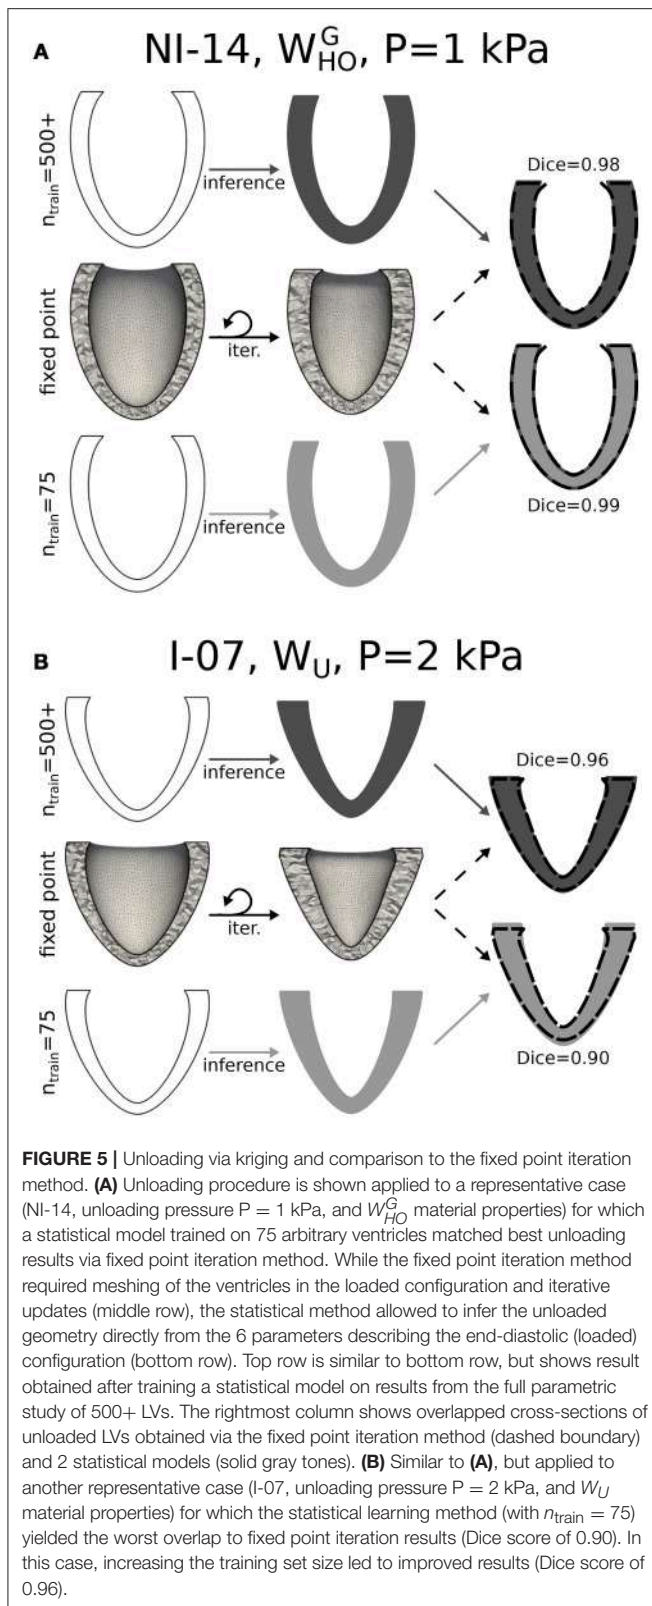 A
NI-14, W_HO^G, P=1 kPa
n_train=500+
inference
Dice=0.98
fixed point
iter.
n_train=75
inference
Dice=0.99
B
I-07, W_U, P=2 kPa
n_train=500+
inference
Dice=0.96
fixed point
iter.
n_train=75
inference
Dice=0.90
FIGURE 5 | Unloading via kriging and comparison to the fixed point iteration
method. (A) Unloading procedure is shown applied to a representative case
(NI-14, unloading pressure P = 1 kPa, and W_HO^G material properties) for which
a statistical model trained on 75 arbitrary ventricles matched best unloading
results via fixed point iteration method. While the fixed point iteration method
required meshing of the ventricles in the loaded configuration and iterative
updates (middle row), the statistical method allowed to infer the unloaded
geometry directly from the 6 parameters describing the end-diastolic (loaded)
configuration (bottom row). Top row is similar to bottom row, but shows result
obtained after training a statistical model on results from the full parametric
study of 500+ LVs. The rightmost column shows overlapped cross-sections of
unloaded LVs obtained via the fixed point iteration method (dashed boundary)
and 2 statistical models (solid gray tones). (B) Similar to (A), but applied to
another representative case (I-07, unloading pressure P = 2 kPa, and W_U
material properties) for which the statistical learning method (with n_train = 75)
yielded the worst overlap to fixed point iteration results (Dice score of 0.90). In
this case, increasing the training set size led to improved results (Dice score of
0.96).